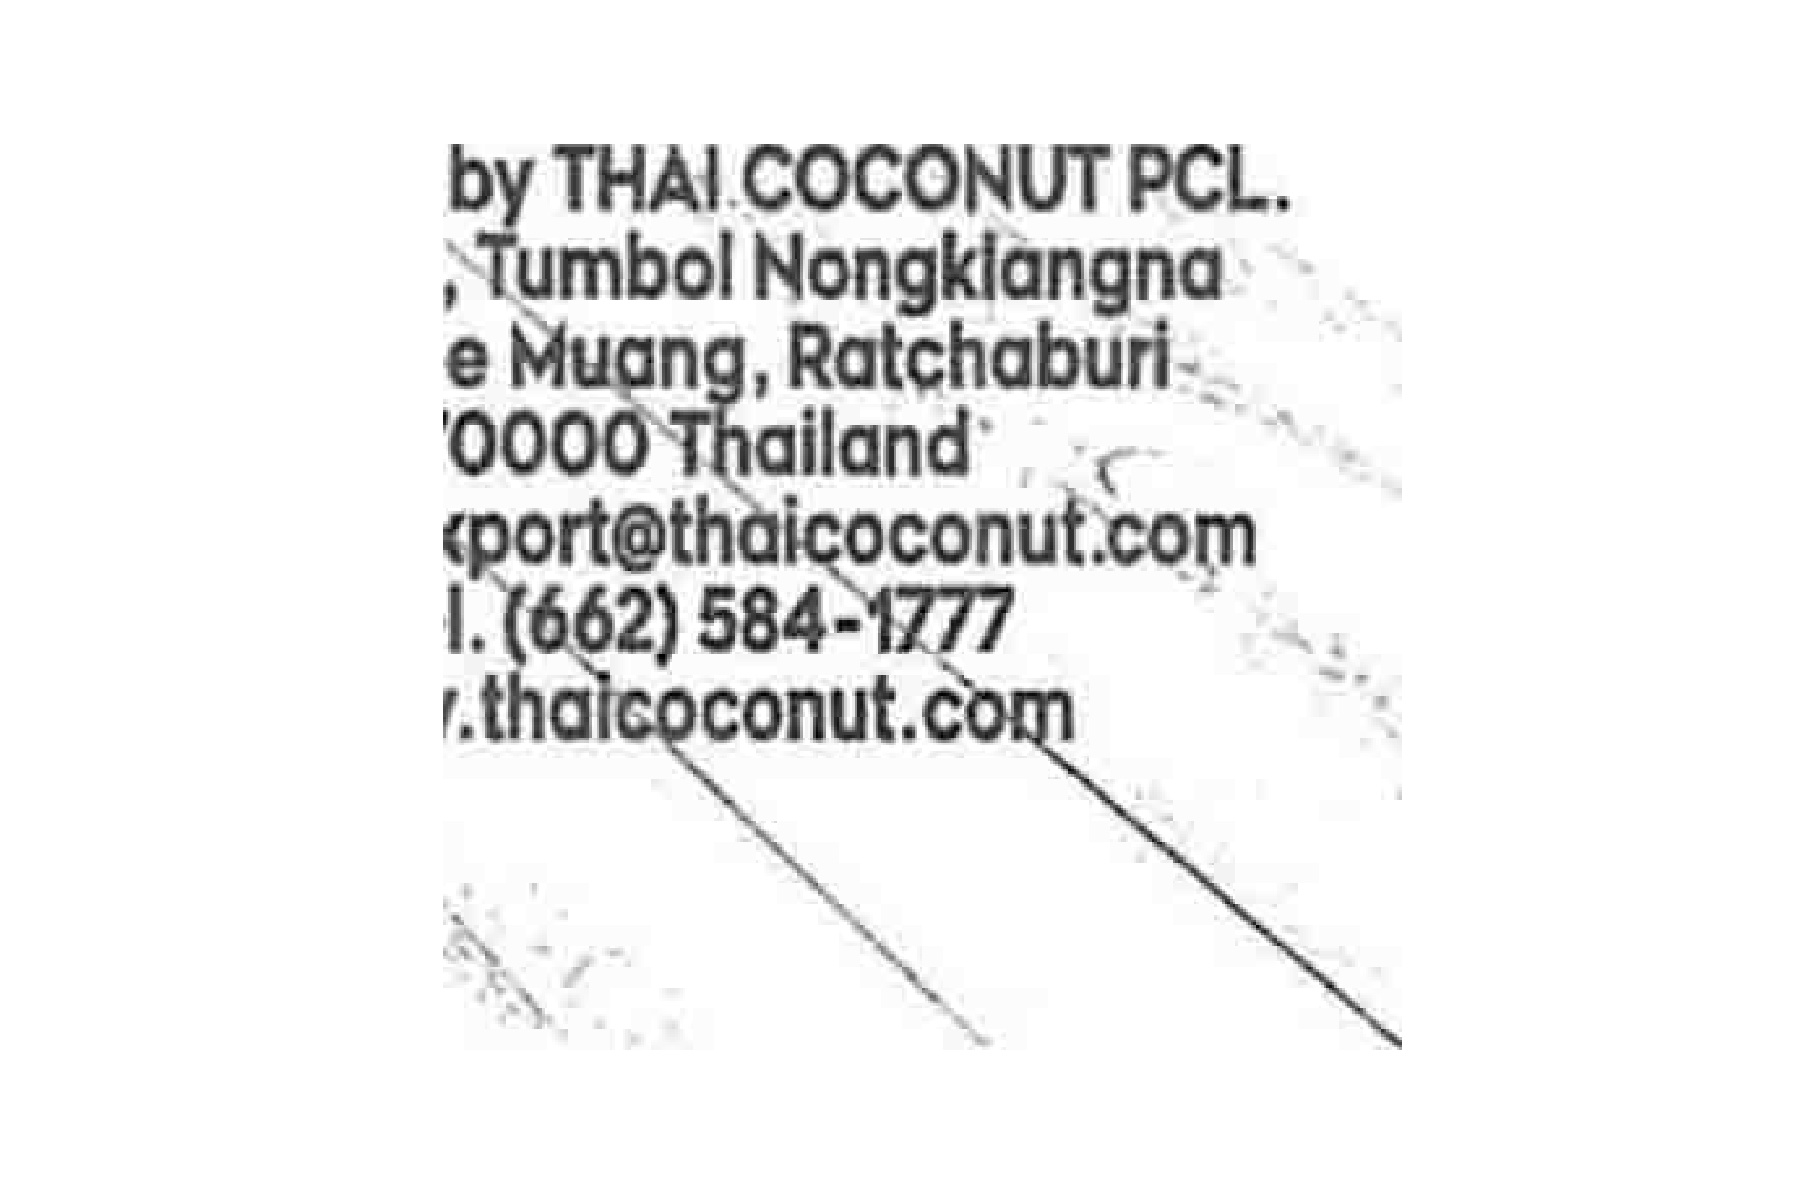 by THAI COCONUT PCL.
, Tumbol Nongkiangna
e Muang, Ratchaburi
0000 Thailand
xport@thaicoconut.com
l. (662) 584-1777
.thaicoconut.com